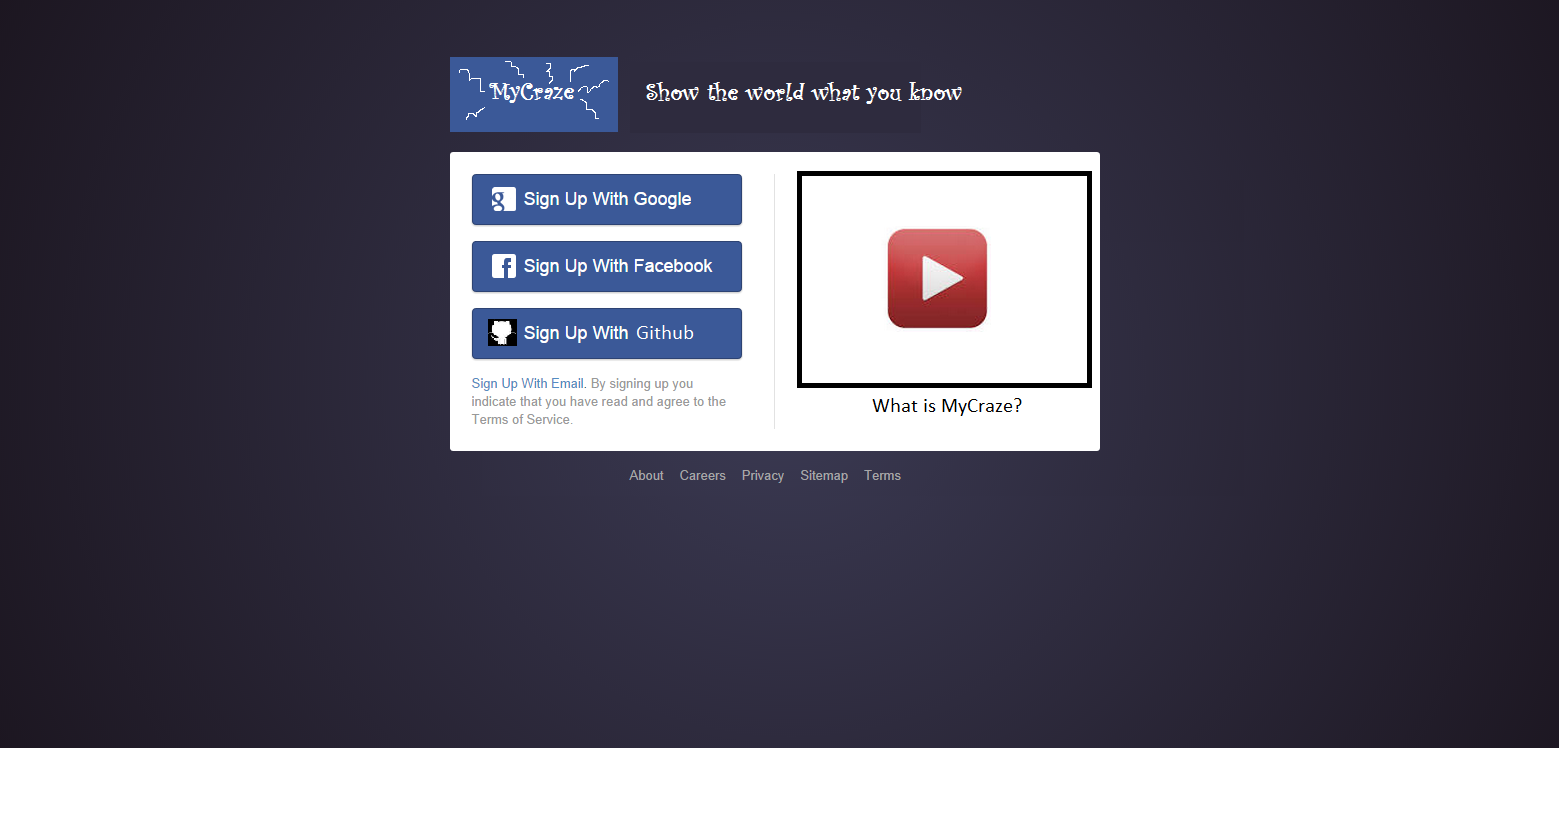 MyCraze
Show the world what you know
Sign Up With Google
Sign Up With Facebook
Sign Up With Github
Sign Up With Email. By signing up you
indicate that you have read and agree to the
Terms of Service.
What is MyCraze?
About Careers Privacy Sitemap Terms